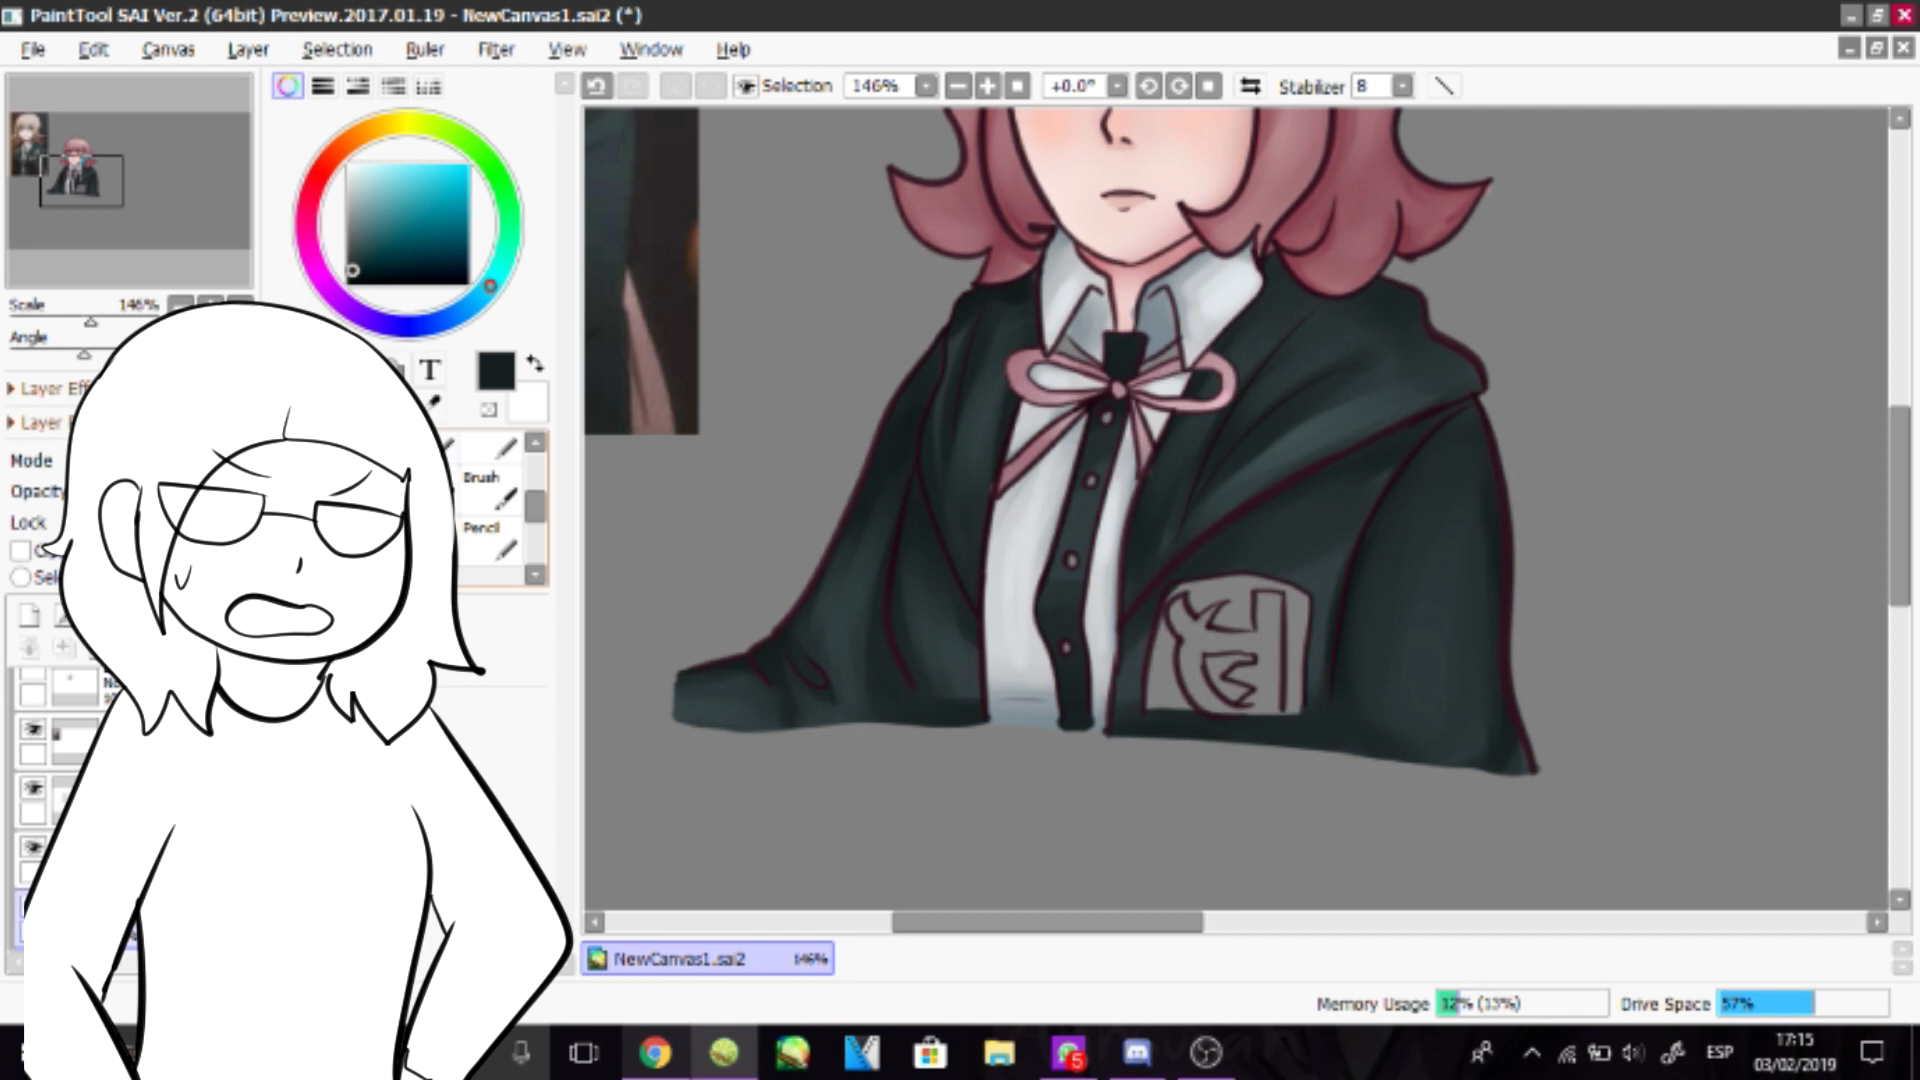 PaintTool SAI Ver.2 (64bit) Preview.2017.01.19 - NewCanvas1.sai2 (*)
File Edit Canvas Layer Selection Ruler Filter View Window Help
Selection 146% +0.0° Stabilizer 8
Scale 146%
Angle
Layer Eff
Layer
T
Mode
Brush
Opacity
Lock
Pencil
Sel
NewCanvas1.sai2 146%
Memory Usage 12% (13%) Drive Space 57%
5
ESP
17:15
03/02/2019